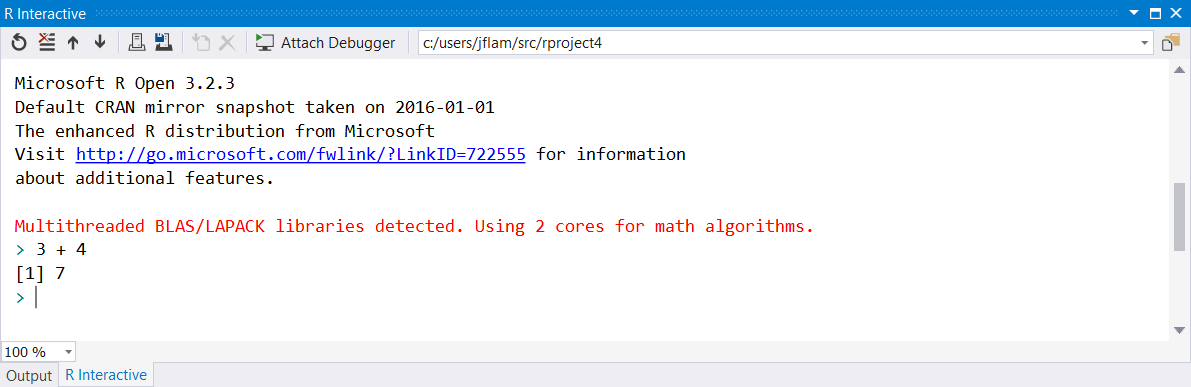 R Interactive
Attach Debugger c:/users/jflam/src/rproject4
Microsoft R Open 3.2.3
Default CRAN mirror snapshot taken on 2016-01-01
The enhanced R distribution from Microsoft
Visit http://go.microsoft.com/fwlink/?LinkID=722555 for information
about additional features.
Multithreaded BLAS/LAPACK libraries detected. Using 2 cores for math algorithms.
> 3 + 4
[1] 7
>
100 %
Output R Interactive